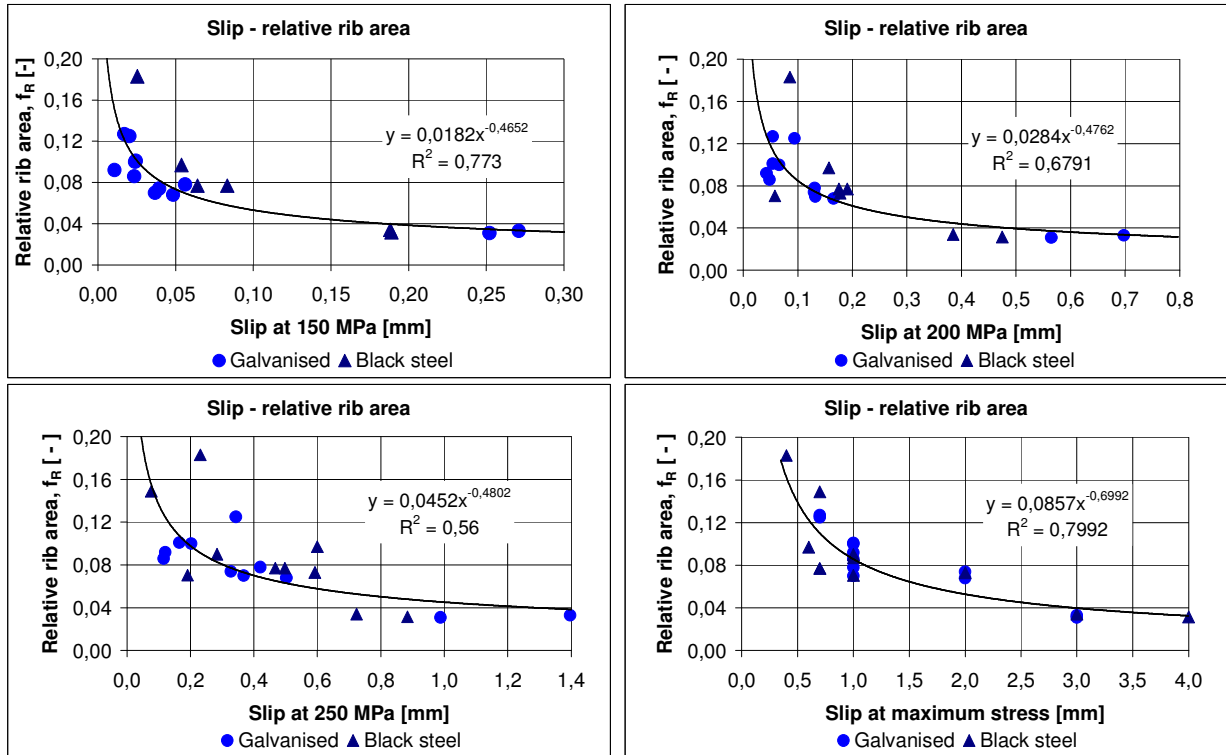 Slip - relative rib area
Relative rib area, f_R [-]
0,20
0,16
0,12
0,08
0,04
0,00
y = 0,0182x^-0,4652
R² = 0,773
0,00 0,05 0,10 0,15 0,20 0,25 0,30
Slip at 150 MPa [mm]
Galvanised Black steel
Slip - relative rib area
Relative rib area, f_R [ - ]
0,20
0,16
0,12
0,08
0,04
0,00
y = 0,0284x^-0,4762
R² = 0,6791
0,0 0,1 0,2 0,3 0,4 0,5 0,6 0,7 0,8
Slip at 200 MPa [mm]
Galvanised Black steel
Slip - relative rib area
Relative rib area, f_R [ - ]
0,20
0,16
0,12
0,08
0,04
0,00
y = 0,0452x^-0,4802
R² = 0,56
0,0 0,2 0,4 0,6 0,8 1,0 1,2 1,4
Slip at 250 MPa [mm]
Galvanised Black steel
Slip - relative rib area
Relative rib area, f_R [ - ]
0,20
0,16
0,12
0,08
0,04
0,00
y = 0,0857x^-0,6992
R² = 0,7992
0,0 0,5 1,0 1,5 2,0 2,5 3,0 3,5 4,0
Slip at maximum stress [mm]
Galvanised Black steel